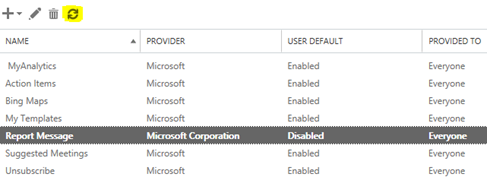 NAME PROVIDER USER DEFAULT PROVIDED TO
MyAnalytics Microsoft Enabled Everyone
Action Items Microsoft Enabled Everyone
Bing Maps Microsoft Enabled Everyone
My Templates Microsoft Enabled Everyone
Report Message Microsoft Corporation Disabled Everyone
Suggested Meetings Microsoft Enabled Everyone
Unsubscribe Microsoft Enabled Everyone